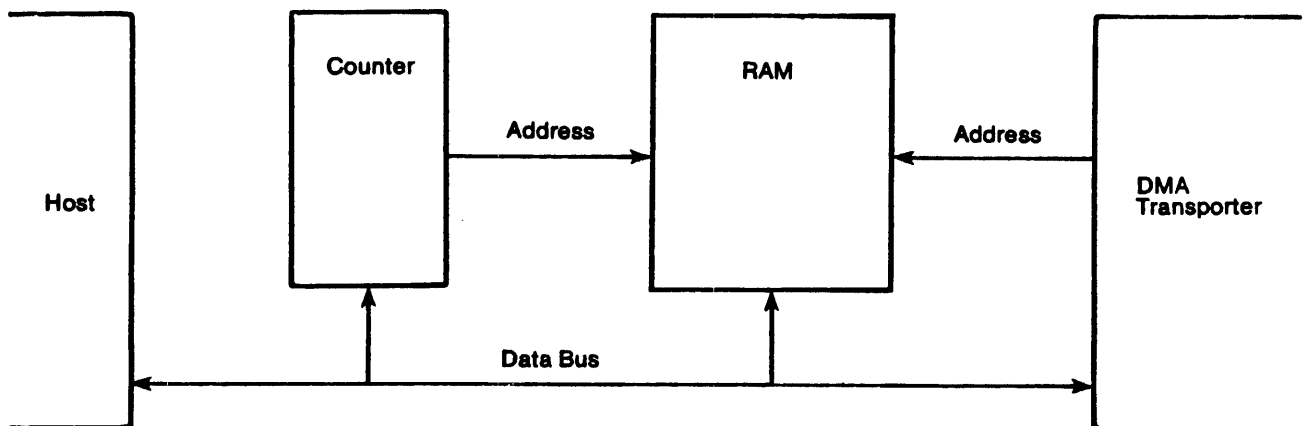 Counter
RAM
Address
Address
Host
DMA
Transporter
Data Bus